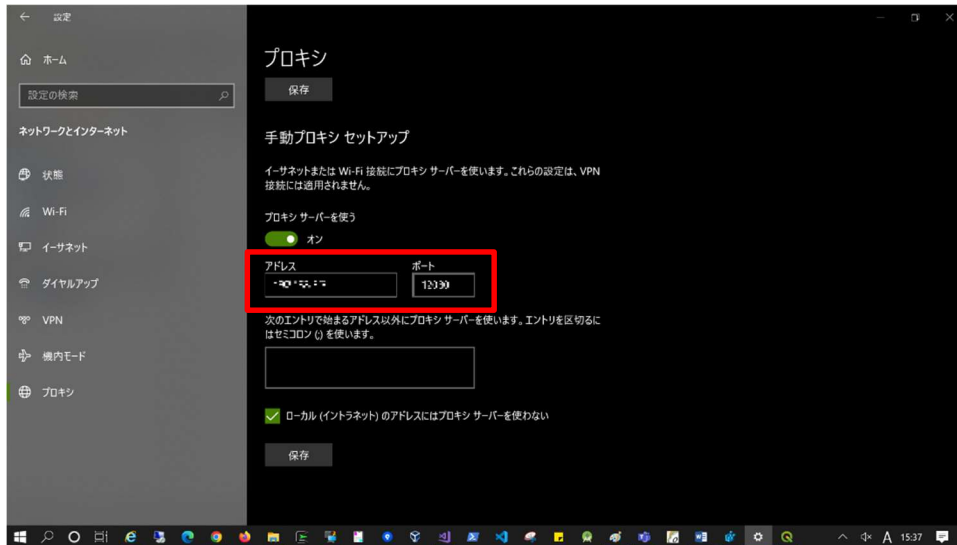 設定
ホーム
設定の検索
ネットワークとインターネット
状態
Wi-Fi
イーサネット
ダイヤルアップ
VPN
機内モード
プロキシ
プロキシ
保存
手動プロキシ セットアップ
イーサネットまたは Wi-Fi 接続にプロキシ サーバーを使います。これらの設定は、VPN
接続には適用されません。
プロキシ サーバーを使う
オン
アドレス
ポート
次のエントリで始まるアドレス以外にプロキシ サーバーを使います。エントリを区切るに
はセミコロン (;) を使います。
ローカル (イントラネット) のアドレスにはプロキシ サーバーを使わない
保存
A 15:37